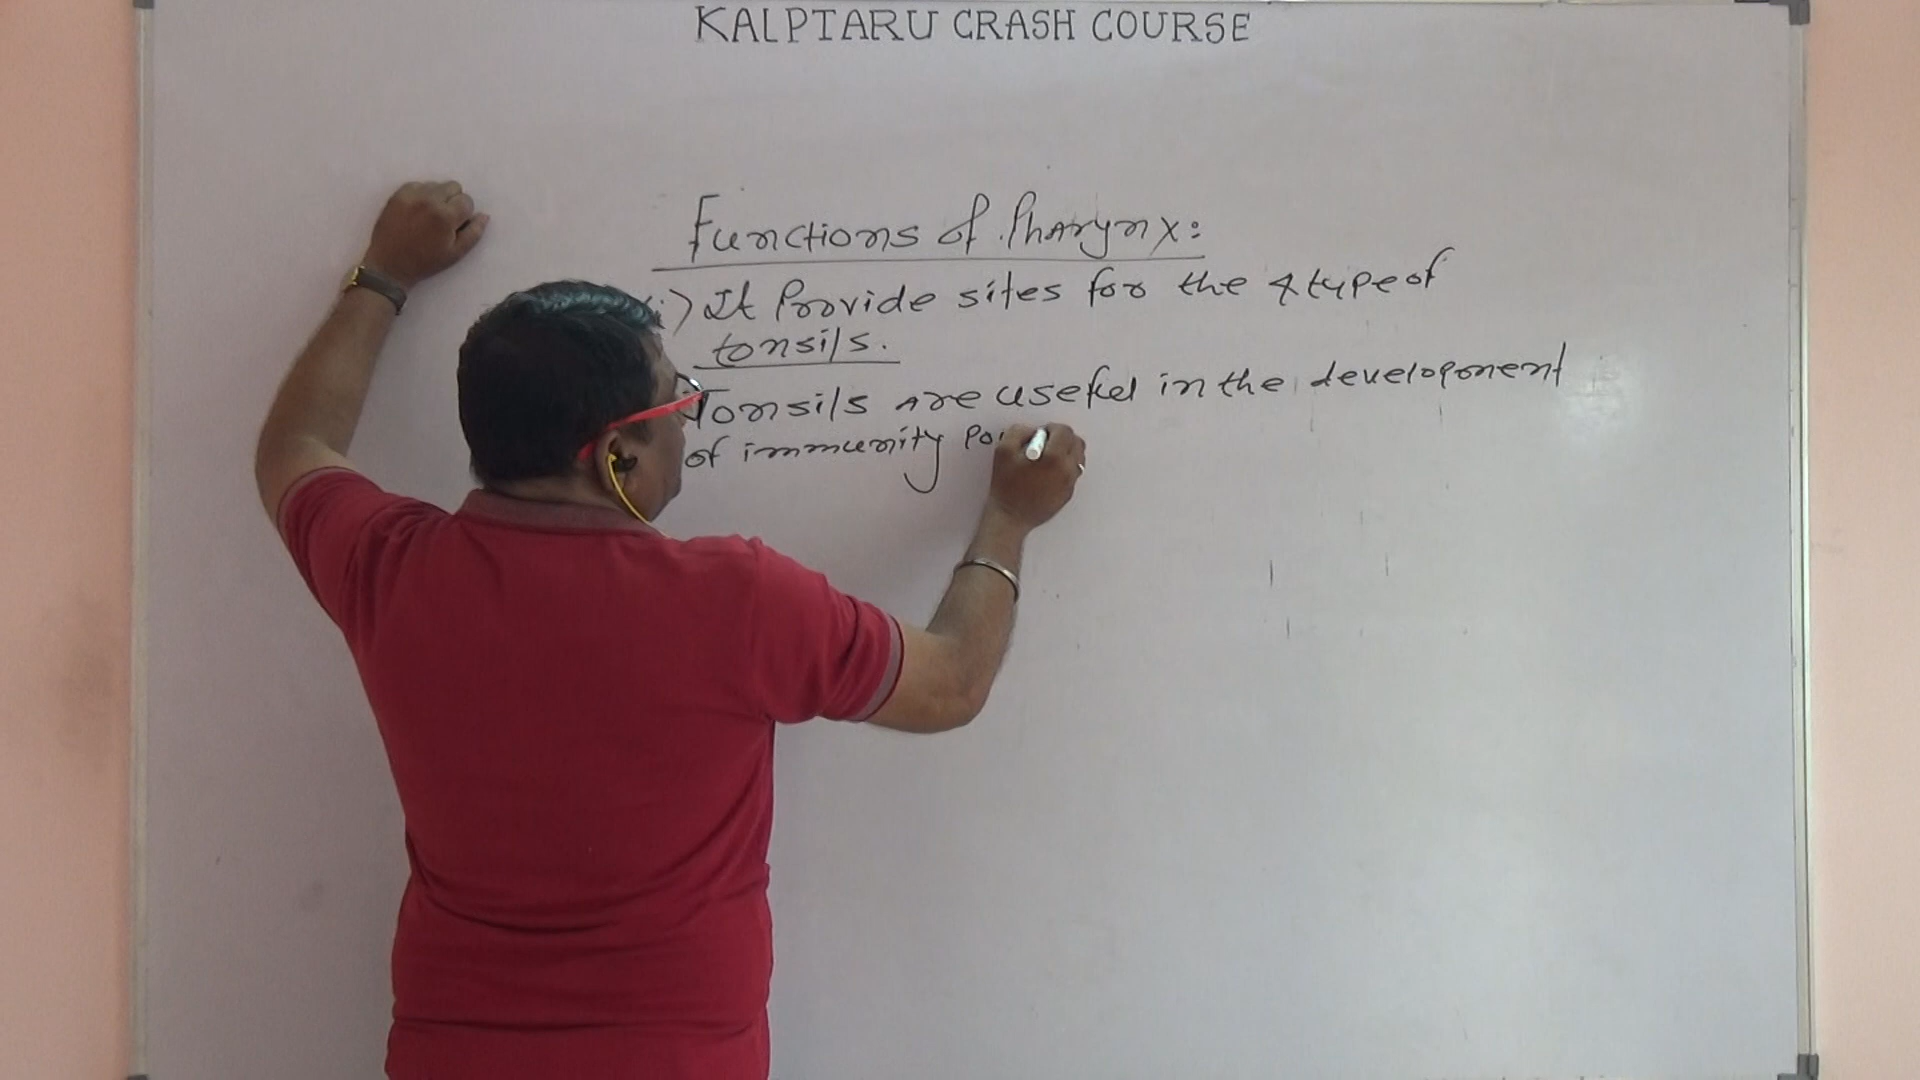 KALPTARU CRASH COURSE
Functions of Pharynx:
It Provide sites for the 4 type of
tonsils.
Tonsils are useful in the development
of immunity Po